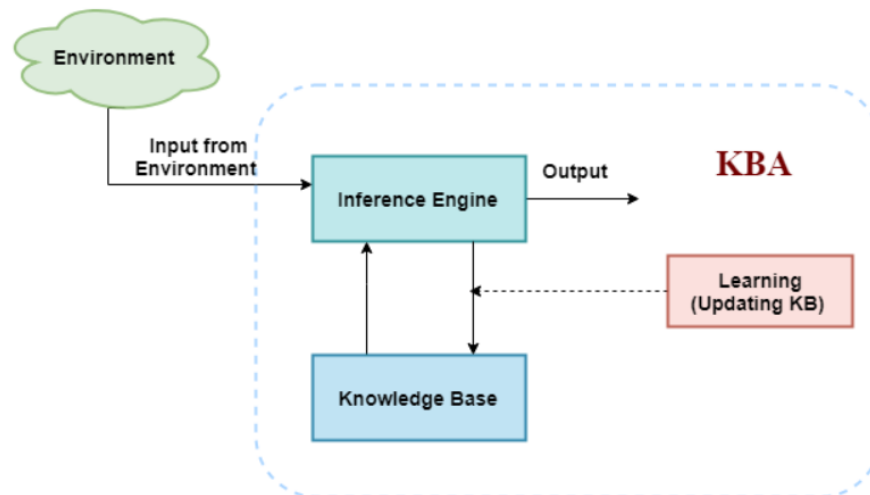 Environment
Input from
Environment
Inference Engine
Output
KBA
Learning
(Updating KB)
Knowledge Base